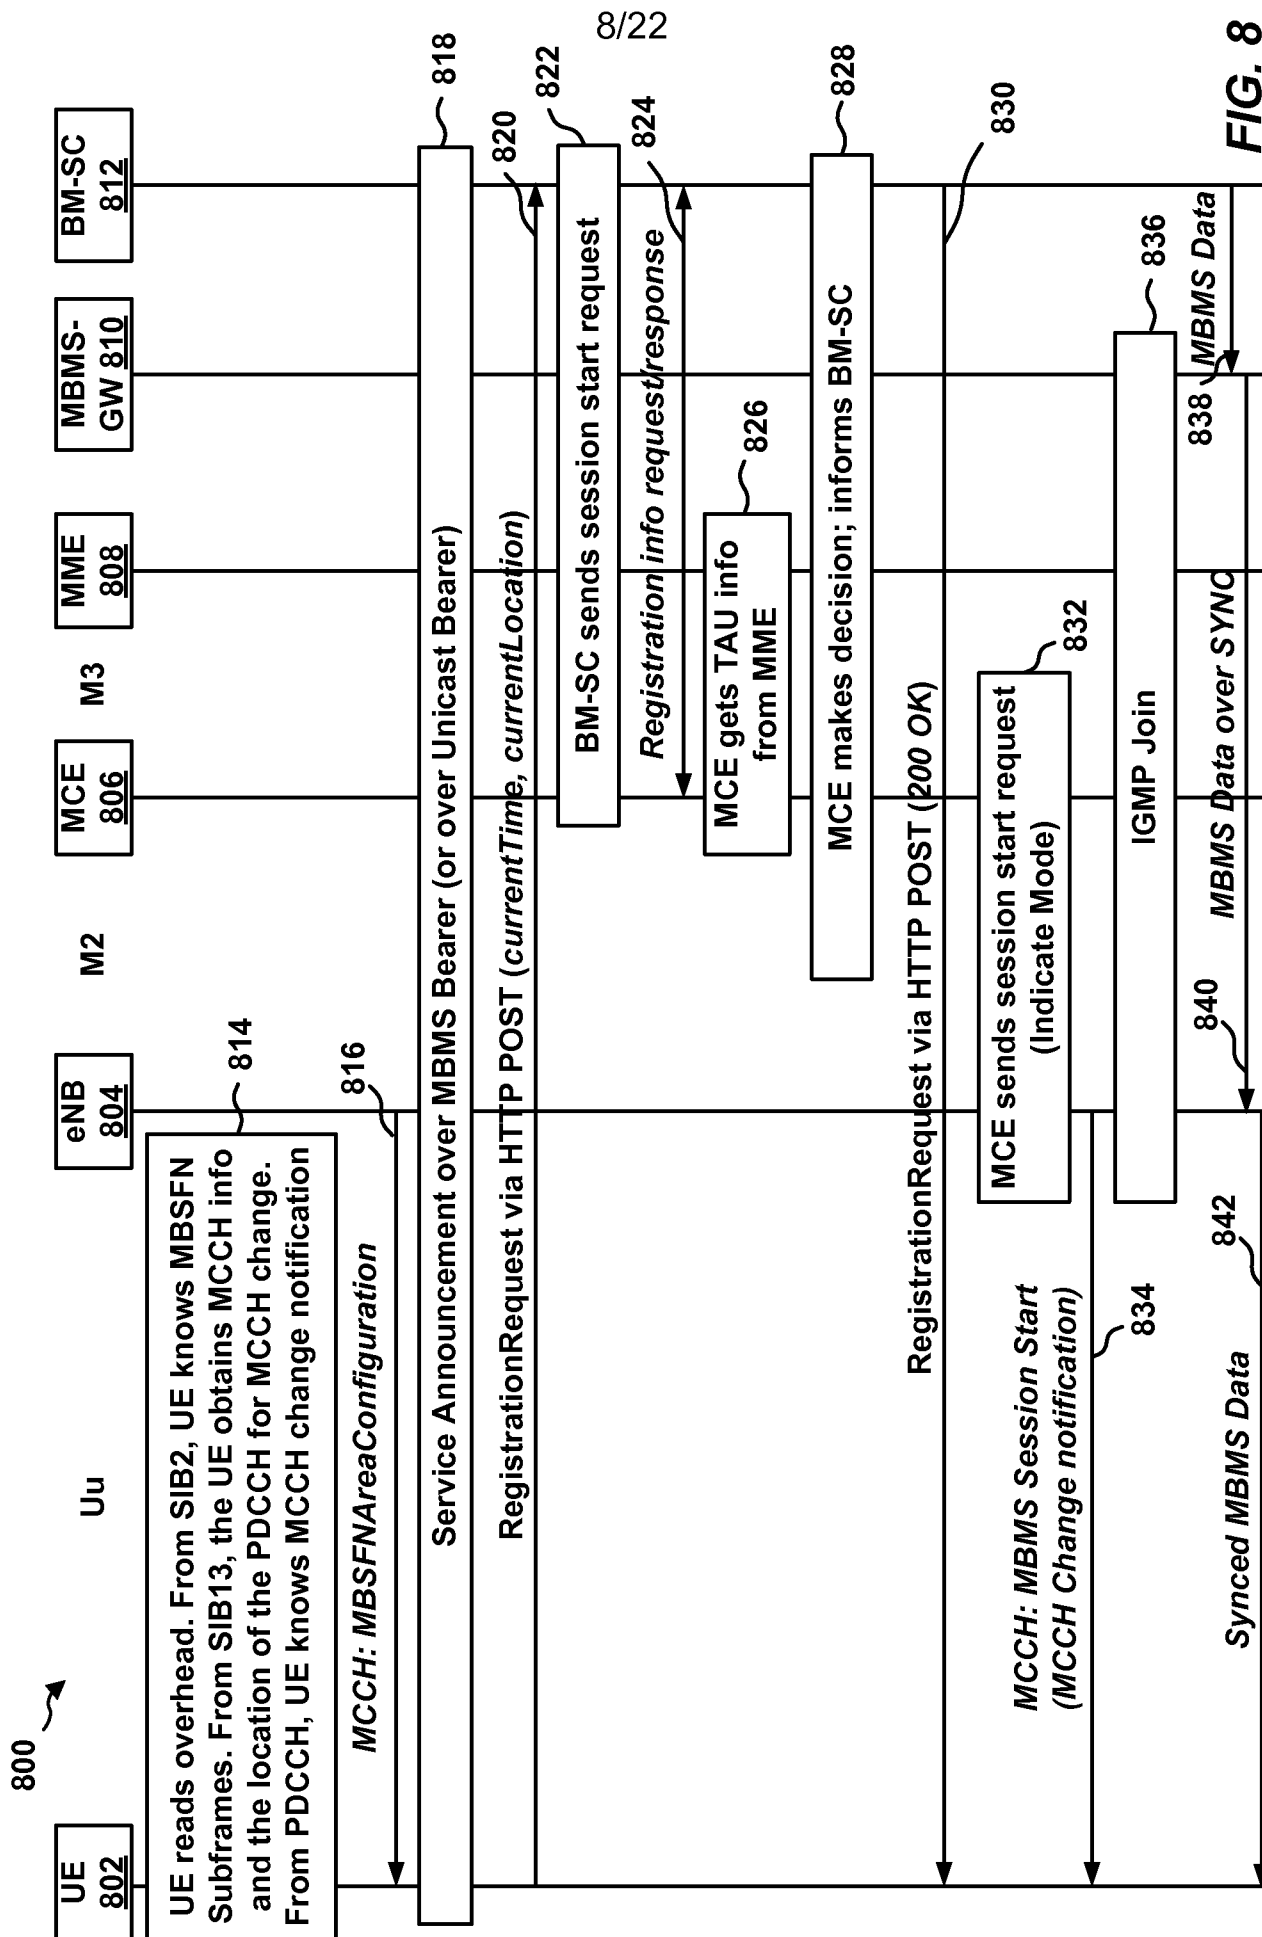 8/22
800
UE
802
Uu
eNB
804
M2
MCE
806
M3
MME
808
MBMS-
GW 810
BM-SC
812
UE reads overhead. From SIB2, UE knows MBSFN
Subframes. From SIB13, the UE obtains MCCH info
and the location of the PDCCH for MCCH change.
From PDCCH, UE knows MCCH change notification
814
MCCH: MBSFNAreaConfiguration
816
Service Announcement over MBMS Bearer (or over Unicast Bearer)
818
RegistrationRequest via HTTP POST (currentTime, currentLocation)
820
BM-SC sends session start request
822
Registration info request/response
824
MCE gets TAU info
from MME
826
MCE makes decision; informs BM-SC
828
RegistrationRequest via HTTP POST (200 OK)
830
MCE sends session start request
(Indicate Mode)
832
MCCH: MBMS Session Start
(MCCH Change notification)
834
IGMP Join
836
MBMS Data
838
MBMS Data over SYNC
840
Synced MBMS Data
842
FIG. 8